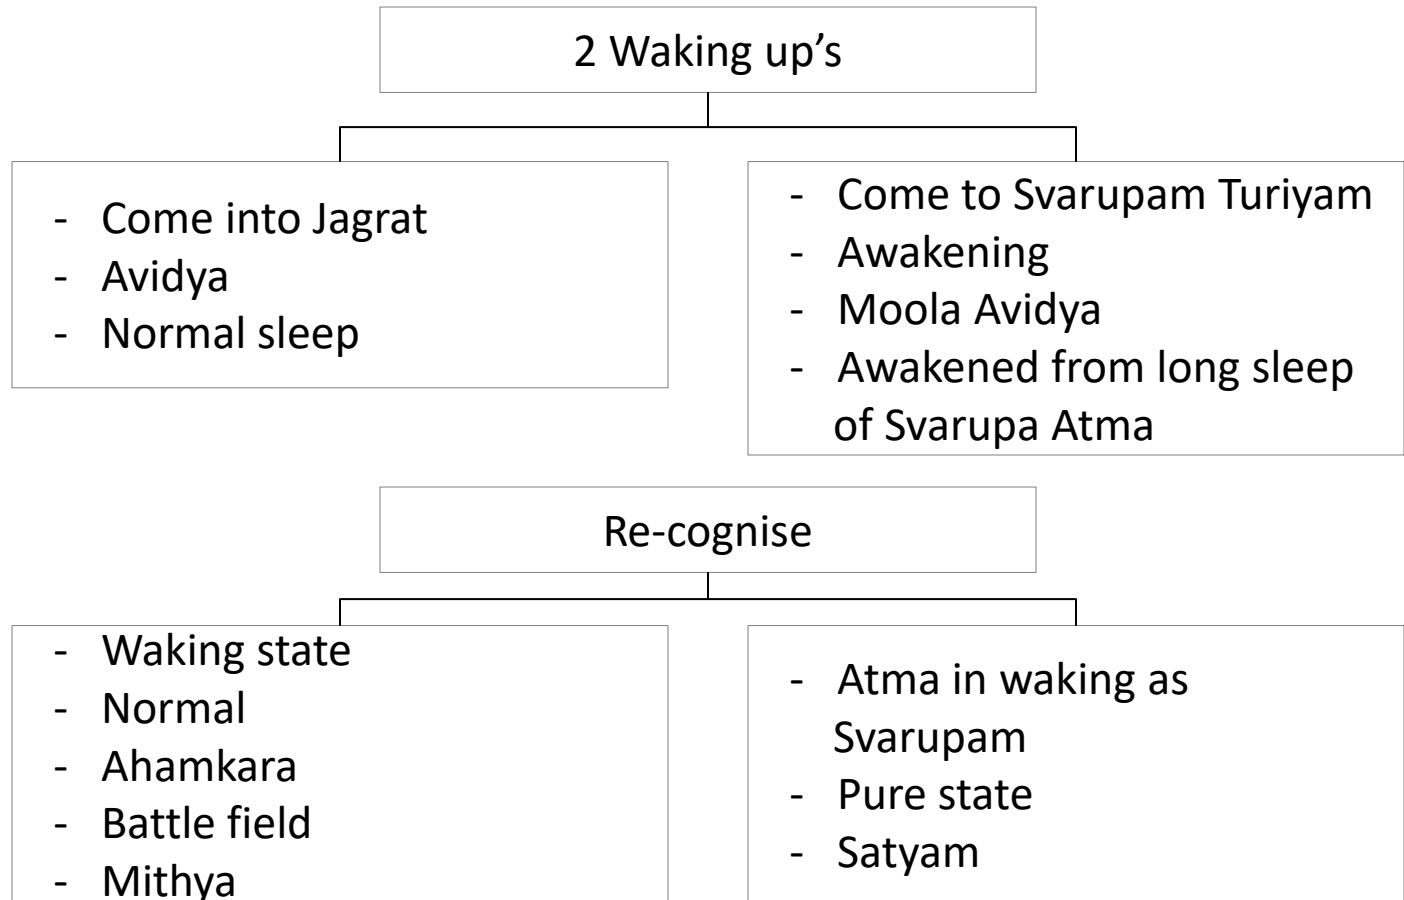 2 Waking up’s
- Come into Jagrat
- Avidya
- Normal sleep
- Come to Svarupam Turiyam
- Awakening
- Moola Avidya
- Awakened from long sleep
of Svarupa Atma
Re-cognise
- Waking state
- Normal
- Ahamkara
- Battle field
- Mithya
- Atma in waking as
Svarupam
- Pure state
- Satyam